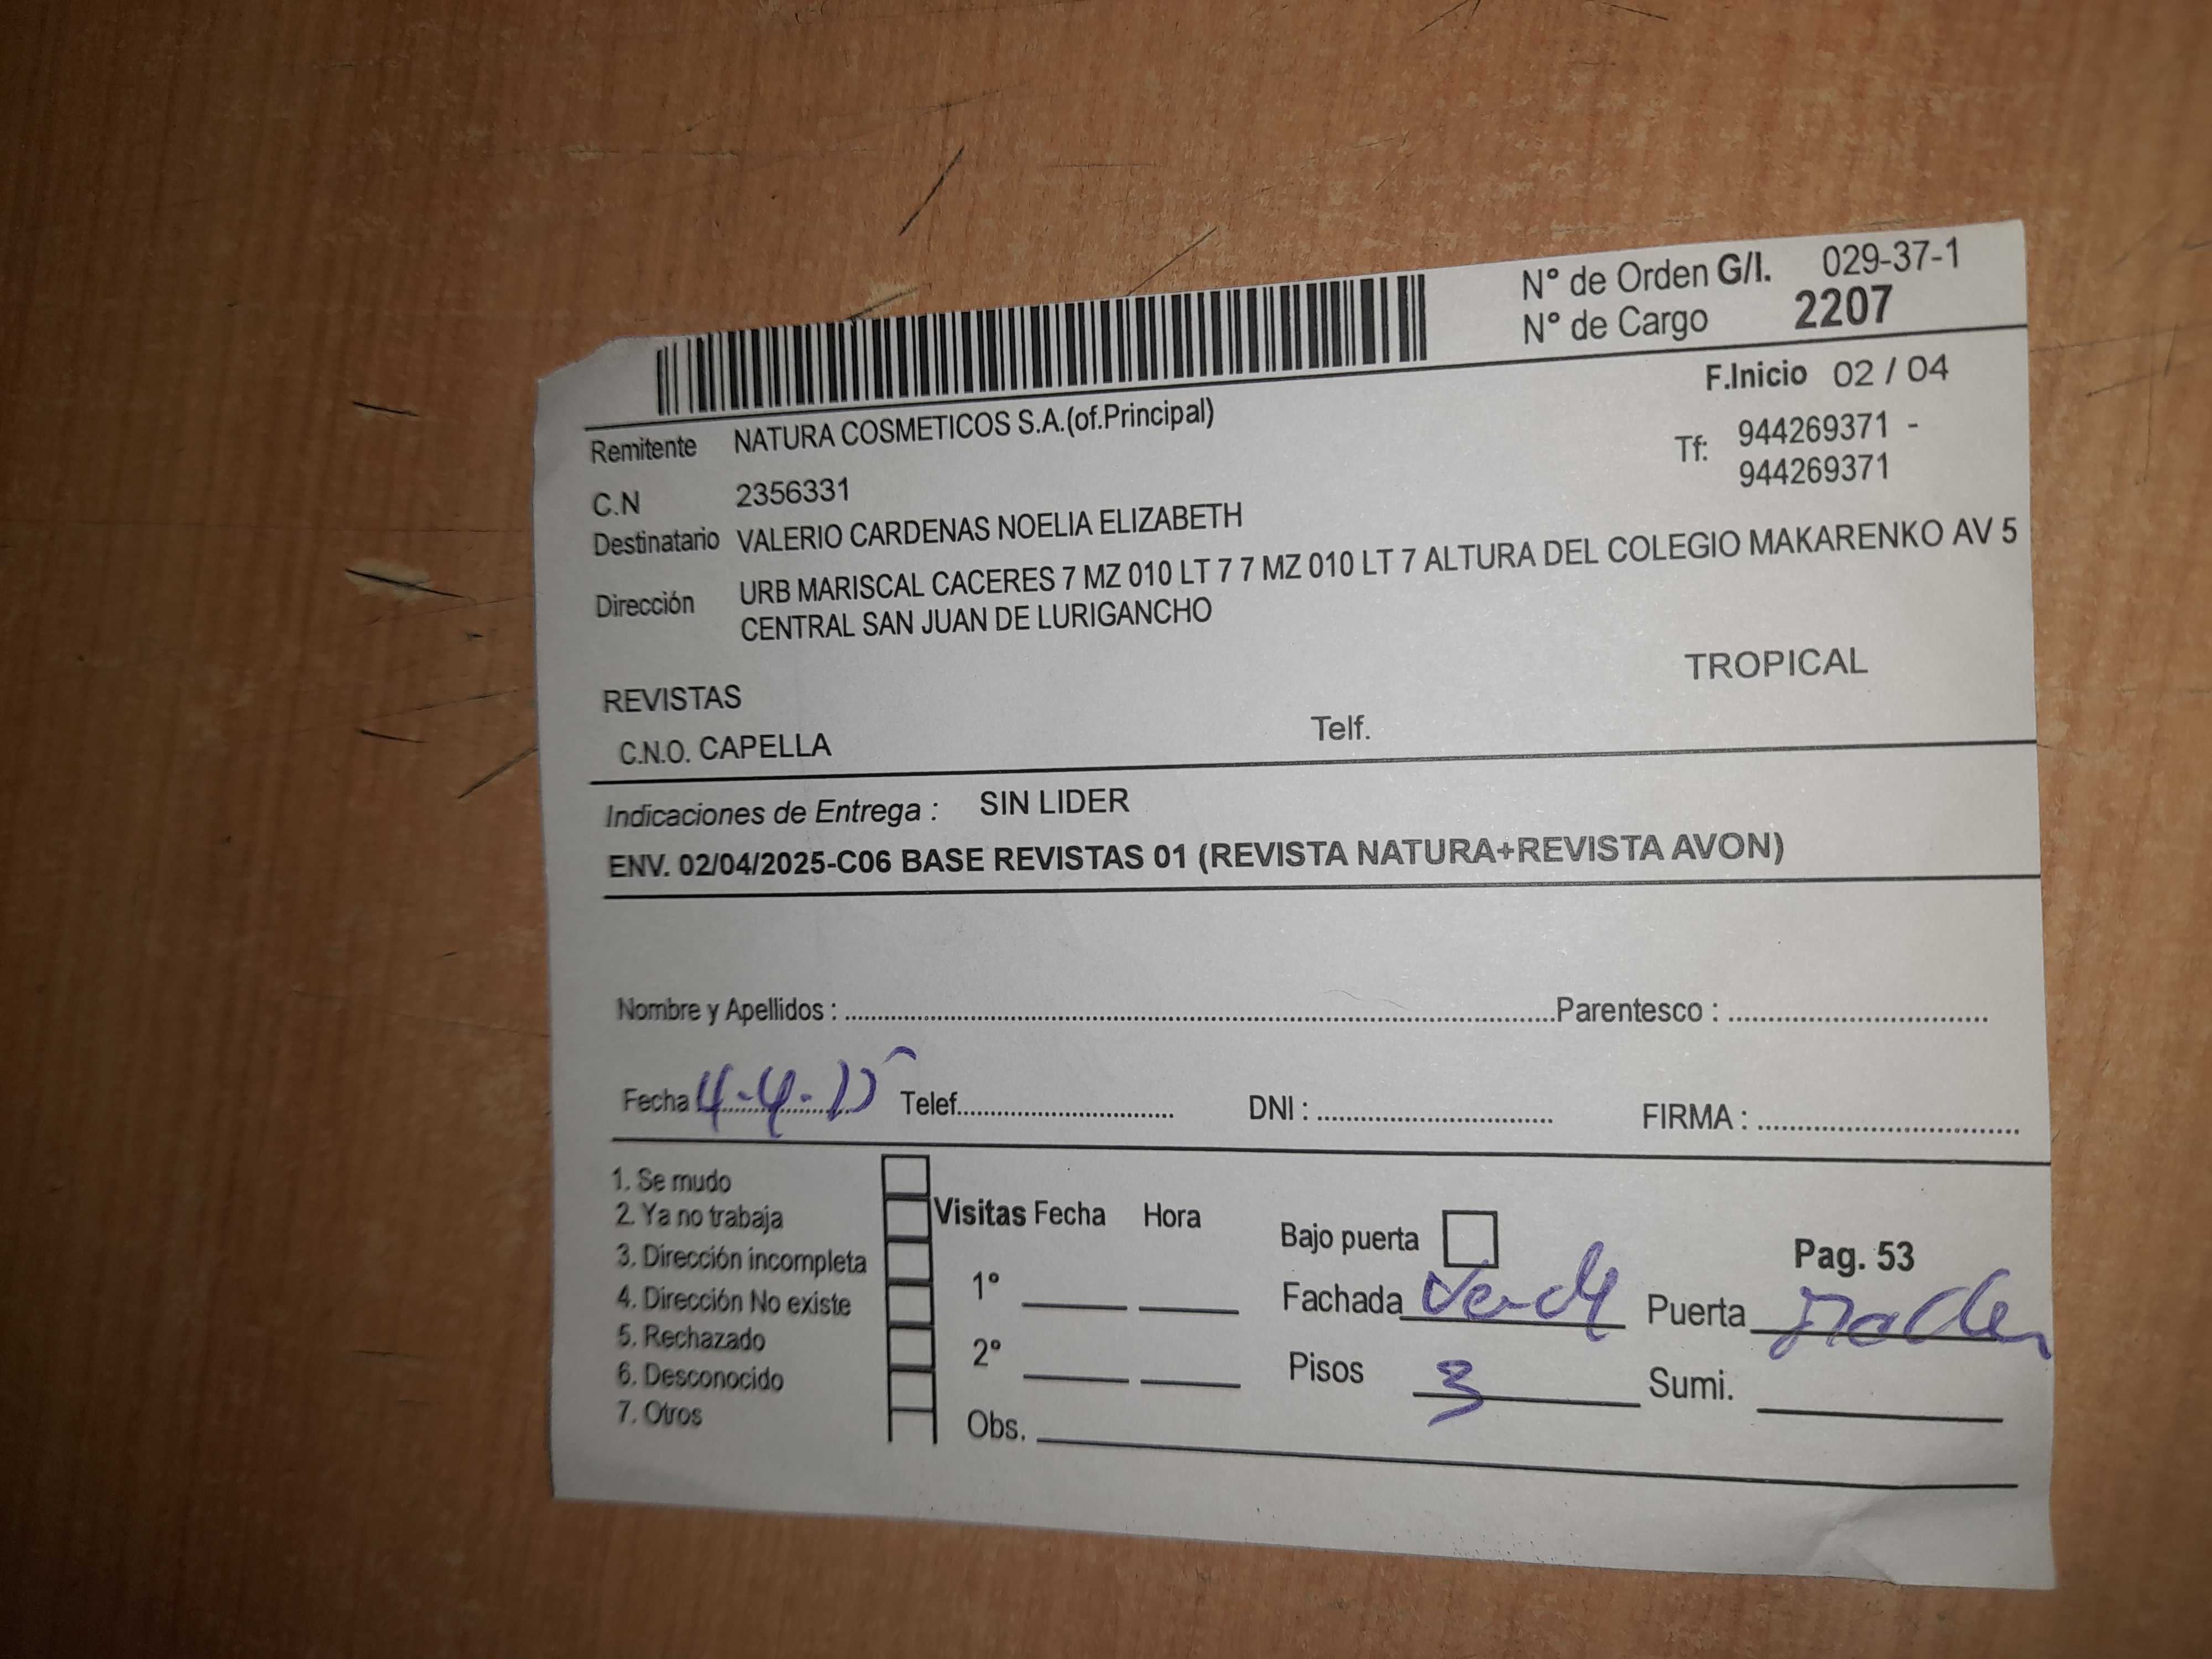 N° de Orden G/I. 029-37-1
N° de Cargo 2207
F.Inicio 02 / 04
Remitente NATURA COSMETICOS S.A.(of.Principal)
Tf: 944269371 -
944269371
C.N 2356331
Destinatario VALERIO CARDENAS NOELIA ELIZABETH
Dirección URB MARISCAL CACERES 7 MZ 010 LT 7 7 MZ 010 LT 7 ALTURA DEL COLEGIO MAKARENKO AV 5
CENTRAL SAN JUAN DE LURIGANCHO
TROPICAL
REVISTAS
C.N.O. CAPELLA Telf.
Indicaciones de Entrega : SIN LIDER
ENV. 02/04/2025-C06 BASE REVISTAS 01 (REVISTA NATURA+REVISTA AVON)
Nombre y Apellidos : Parentesco :
Fecha 4-4- Telef. DNI : FIRMA :
1. Se mudo
2. Ya no trabaja
3. Dirección incompleta
4. Dirección No existe
5. Rechazado
6. Desconocido
7. Otros
Visitas Fecha Hora
1°
2°
Obs.
Bajo puerta Pag. 53
Fachada Verde Puerta
Pisos 3 Sumi.